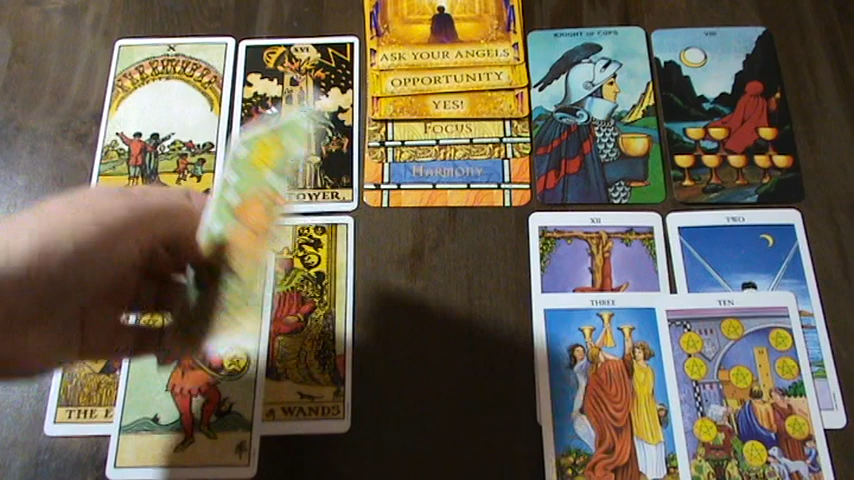 X
XVI
TOWER.
THE E
WANDS
ASK YOUR ANGELS
OPPORTUNITY
YES!
FOCUS
HARMONY
KNIGHT OF CUPS
VIII
XII
TWO
THREE
TEN